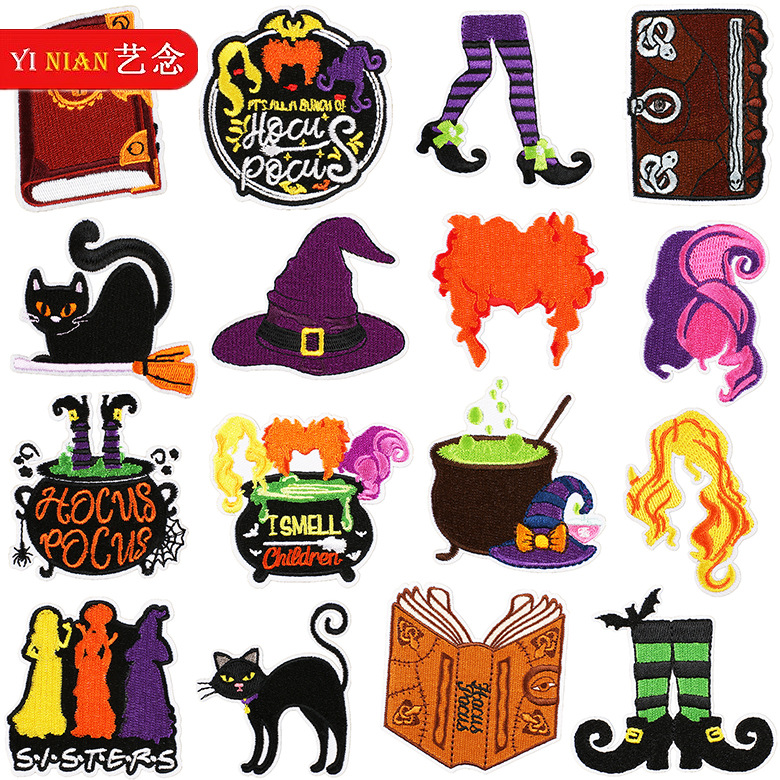 YI NIAN 艺念
IT'S ALL A BUNCH OF
Hocus
Pocus
HOCUS
POCUS
I SMELL
Children
S·I·S·T·E·R·S
Hocus
Pocus